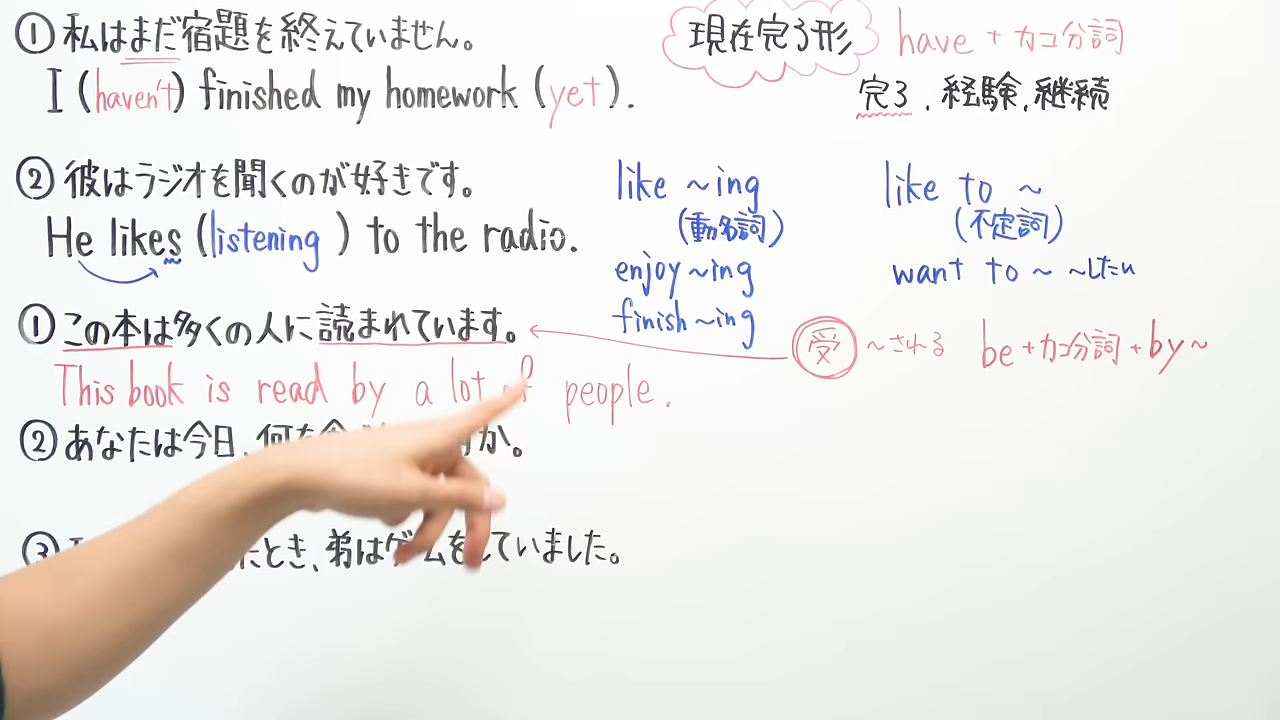 ① 私はまだ宿題を終えていません。
I (haven't) finished my homework (yet).
現在完了形 have + カコ分詞
完了, 経験, 継続
② 彼はラジオを聞くのが好きです。
He likes (listening) to the radio.
like ~ing
(動名詞)
enjoy ~ing
finish ~ing
like to ~
(不定詞)
want to ~ ~したい
① この本は多くの人に読まれています。
This book is read by a lot of people.
受 ~される be + カコ分詞 + by ~
② あなたは今日、何を か。
③ たとき、弟はゲームをしていました。